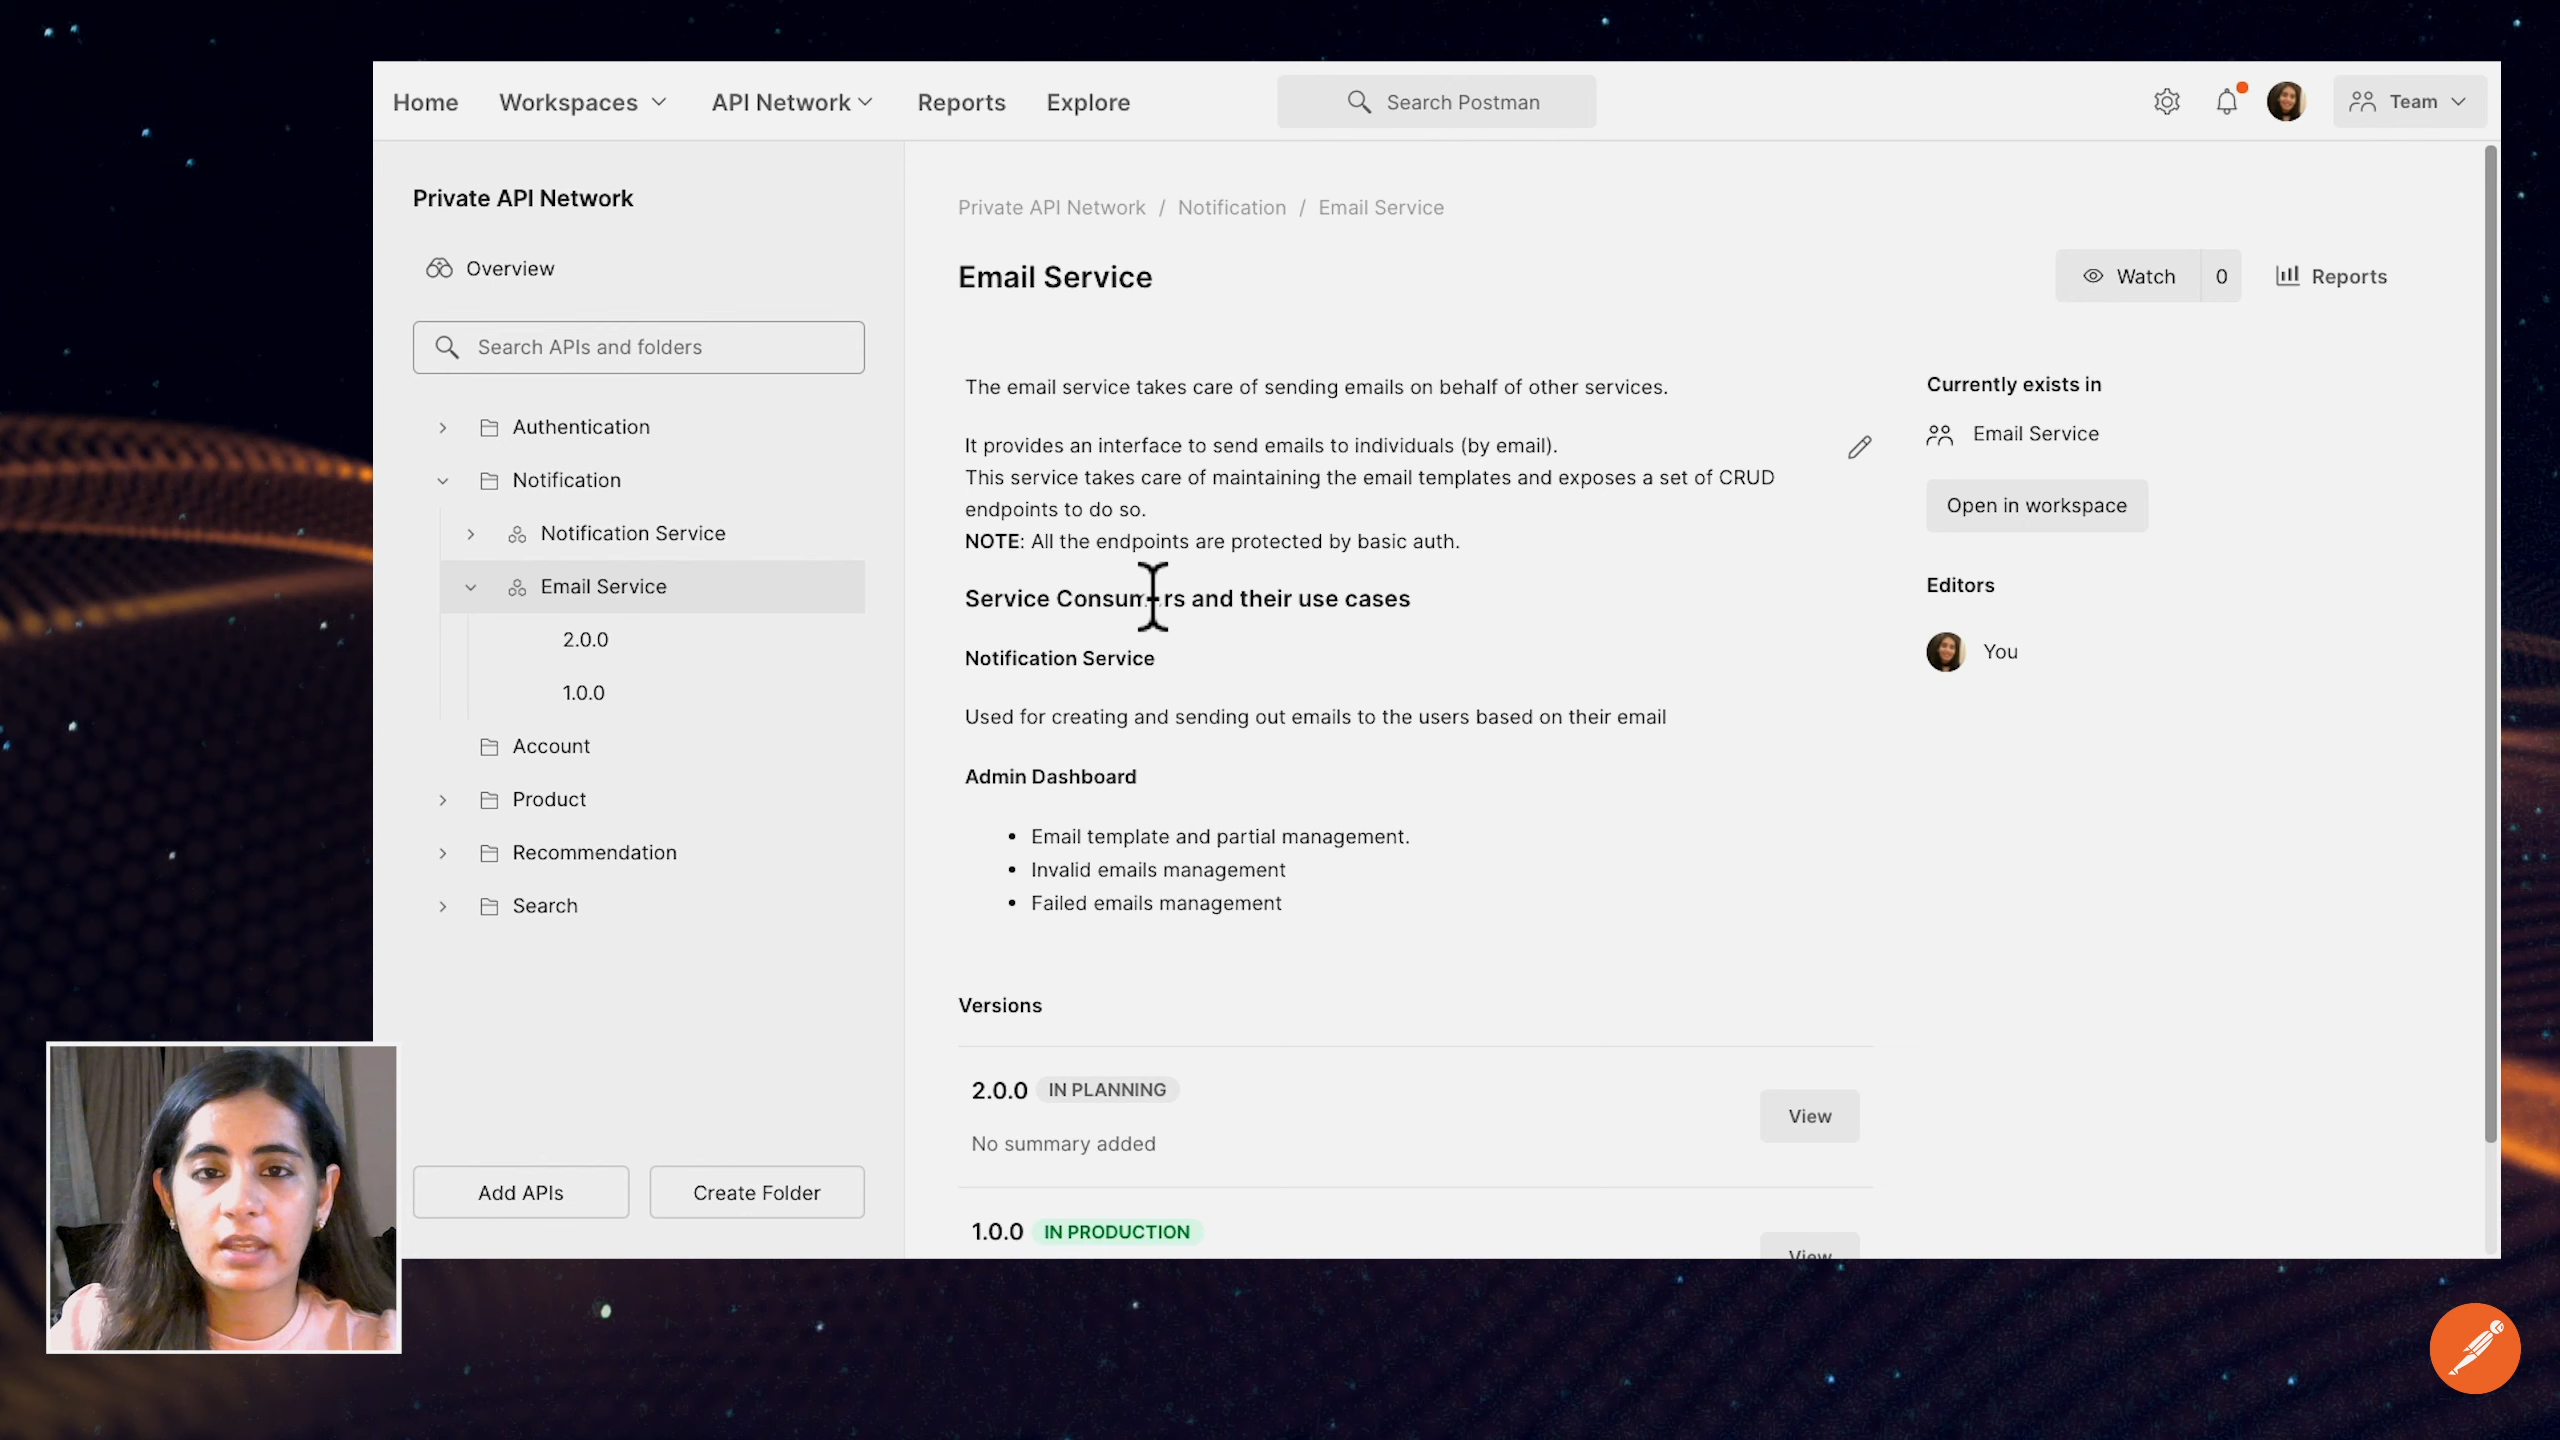 Home Workspaces API Network Reports Explore Search Postman Team
Private API Network
Overview
Search APIs and folders
Authentication
Notification
Notification Service
Email Service
2.0.0
1.0.0
Account
Product
Recommendation
Search
Add APIs Create Folder
Private API Network / Notification / Email Service
Email Service
Watch 0 Reports
The email service takes care of sending emails on behalf of other services.
It provides an interface to send emails to individuals (by email).
This service takes care of maintaining the email templates and exposes a set of CRUD
endpoints to do so.
NOTE: All the endpoints are protected by basic auth.
Service Consumers and their use cases
Notification Service
Used for creating and sending out emails to the users based on their email
Admin Dashboard
• Email template and partial management.
• Invalid emails management
• Failed emails management
Versions
2.0.0 IN PLANNING
No summary added
View
1.0.0 IN PRODUCTION
View
Currently exists in
Email Service
Open in workspace
Editors
You